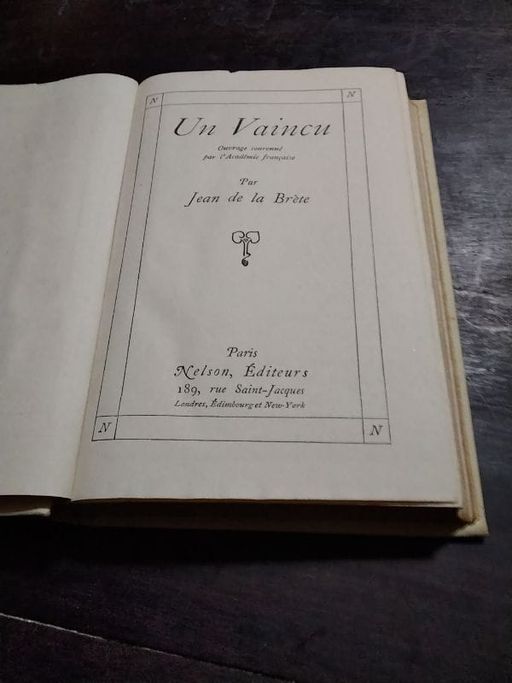 N N
Un Vaincu
Ouvrage couronné
par l'Académie française
Par
Jean de la Brète
Paris
Nelson, Éditeurs
189, rue Saint-Jacques
Londres, Édimbourg et New-York
N N